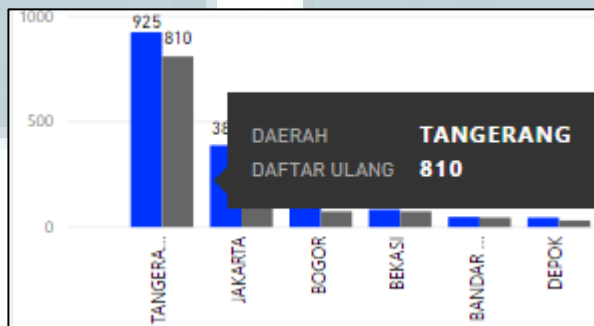 1000
925
810
500
38
DAERAH TANGERANG
DAFTAR ULANG 810
0
TANGERA...
JAKARTA
BOGOR
BEKASI
BANDAR ...
DEPOK